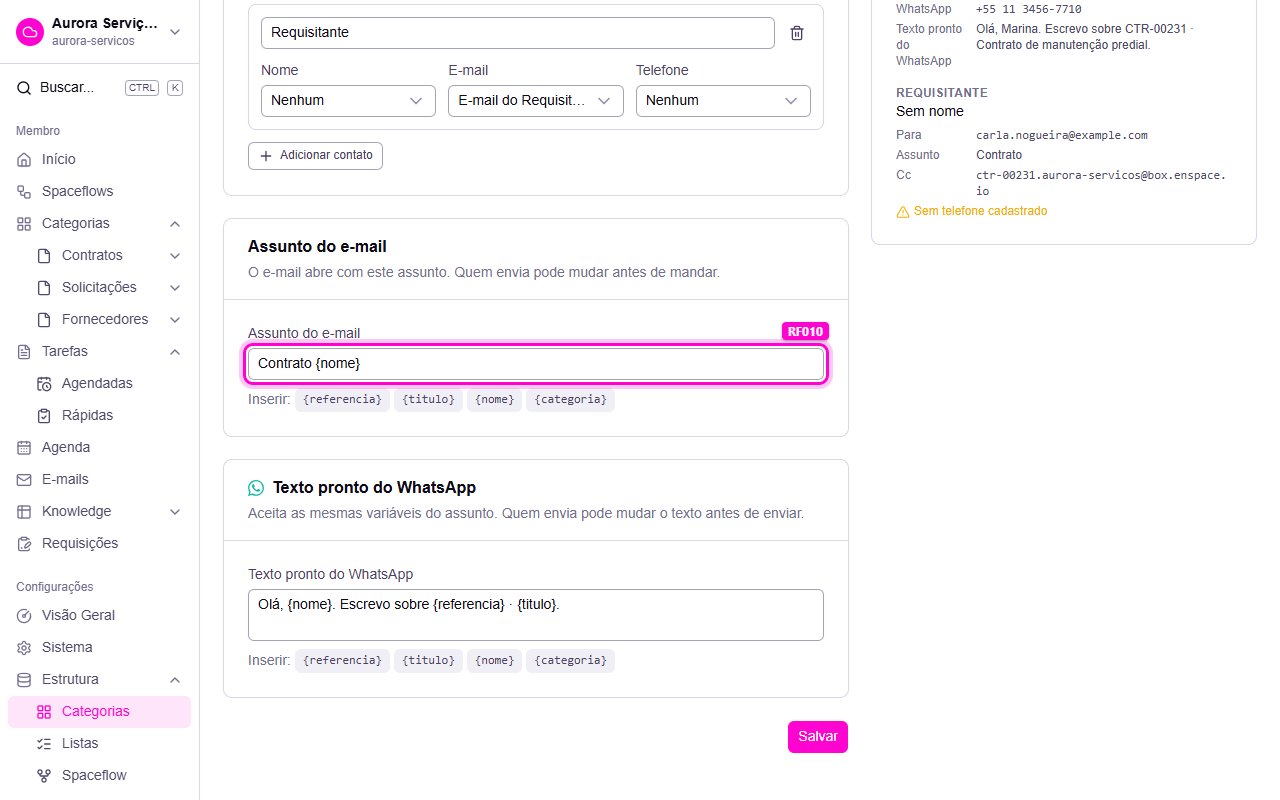 Aurora Serviç...
aurora-servicos
Buscar...
CTRL K
Membro
Início
Spaceflows
Categorias
Contratos
Solicitações
Fornecedores
Tarefas
Agendadas
Rápidas
Agenda
E-mails
Knowledge
Requisições
Configurações
Visão Geral
Sistema
Estrutura
Categorias
Listas
Spaceflow
Requisitante
Nome E-mail Telefone
Nenhum E-mail do Requisit... Nenhum
Adicionar contato
Assunto do e-mail
O e-mail abre com este assunto. Quem envia pode mudar antes de mandar.
Assunto do e-mail
RF010
Contrato {nome}
Inserir: {referencia} {titulo} {nome} {categoria}
Texto pronto do WhatsApp
Aceita as mesmas variáveis do assunto. Quem envia pode mudar o texto antes de enviar.
Texto pronto do WhatsApp
Olá, {nome}. Escrevo sobre {referencia} · {titulo}.
Inserir: {referencia} {titulo} {nome} {categoria}
Salvar
WhatsApp +55 11 3456-7710
Texto pronto do WhatsApp
Olá, Marina. Escrevo sobre CTR-00231 ·
Contrato de manutenção predial.
REQUISITANTE
Sem nome
Para carla.nogueira@example.com
Assunto Contrato
Cc ctr-00231.aurora-servicos@box.enspace.
io
Sem telefone cadastrado